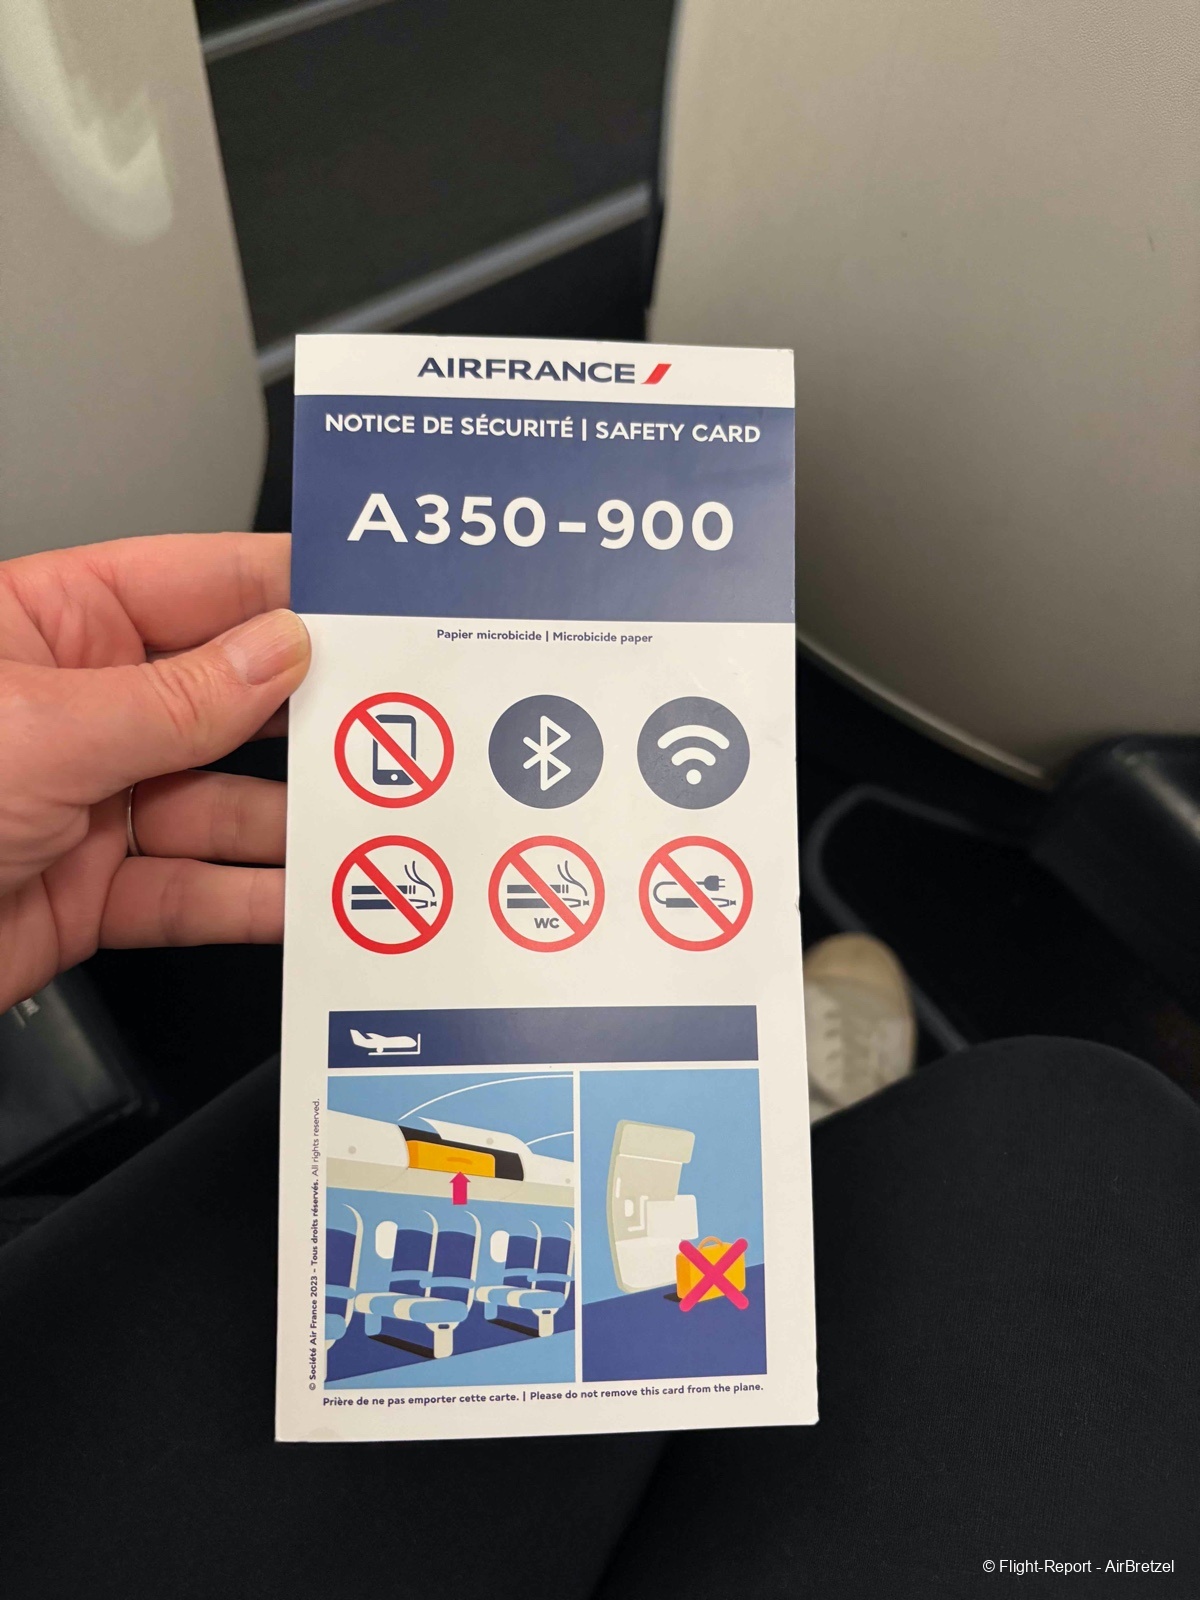 AIRFRANCE
NOTICE DE SÉCURITÉ | SAFETY CARD
A350-900
Papier microbicide | Microbicide paper
WC
© Société Air France 2023 - Tous droits réservés. All rights reserved.
Prière de ne pas emporter cette carte. | Please do not remove this card from the plane.
© Flight-Report - AirBretzel